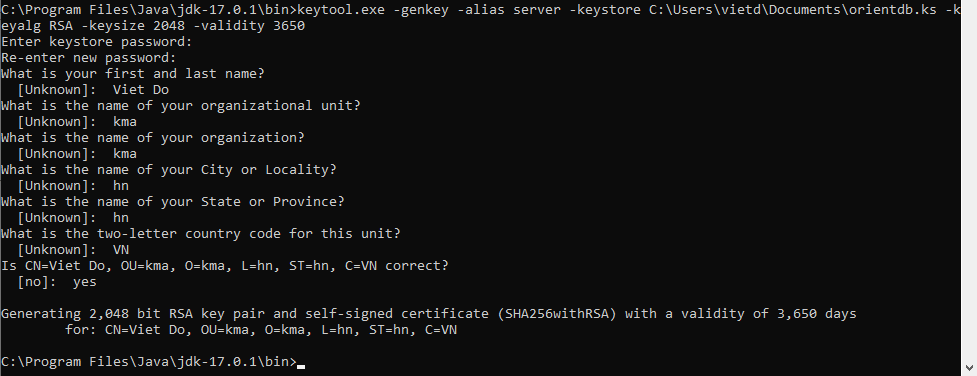 C:\Program Files\Java\jdk-17.0.1\bin>keytool.exe -genkey -alias server -keystore C:\Users\vietd\Documents\orientdb.ks -k
eyalg RSA -keysize 2048 -validity 3650
Enter keystore password:
Re-enter new password:
What is your first and last name?
  [Unknown]:  Viet Do
What is the name of your organizational unit?
  [Unknown]:  kma
What is the name of your organization?
  [Unknown]:  kma
What is the name of your City or Locality?
  [Unknown]:  hn
What is the name of your State or Province?
  [Unknown]:  hn
What is the two-letter country code for this unit?
  [Unknown]:  VN
Is CN=Viet Do, OU=kma, O=kma, L=hn, ST=hn, C=VN correct?
  [no]:  yes
Generating 2,048 bit RSA key pair and self-signed certificate (SHA256withRSA) with a validity of 3,650 days
        for: CN=Viet Do, OU=kma, O=kma, L=hn, ST=hn, C=VN
C:\Program Files\Java\jdk-17.0.1\bin>